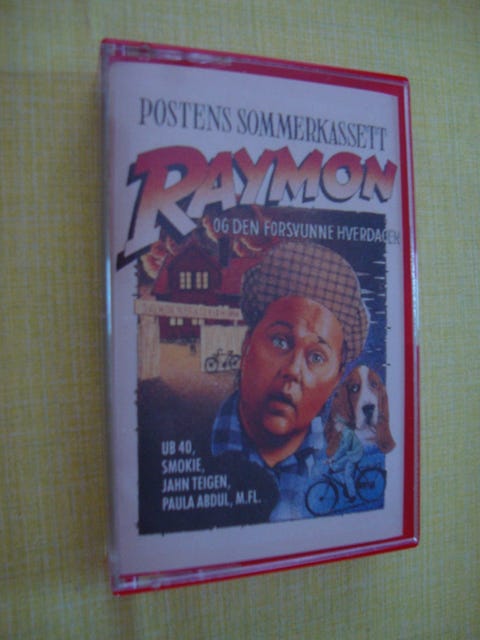 POSTENS SOMMERKASSETT
RAYMON
OG DEN FORSVUNNE HVERDAGEN
UB 40,
SMOKIE,
JAHN TEIGEN,
PAULA ABDUL, M.FL.